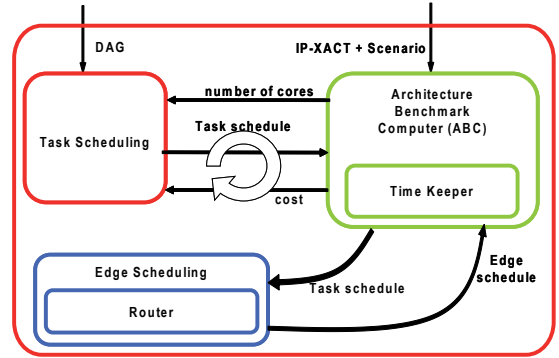 DAG
IP-XACT + Scenario
number of cores
Architecture
Benchmark
Computer (ABC)
Task schedule
Task Scheduling
cost
Time Keeper
Edge Scheduling
Task schedule
Edge
schedule
Router